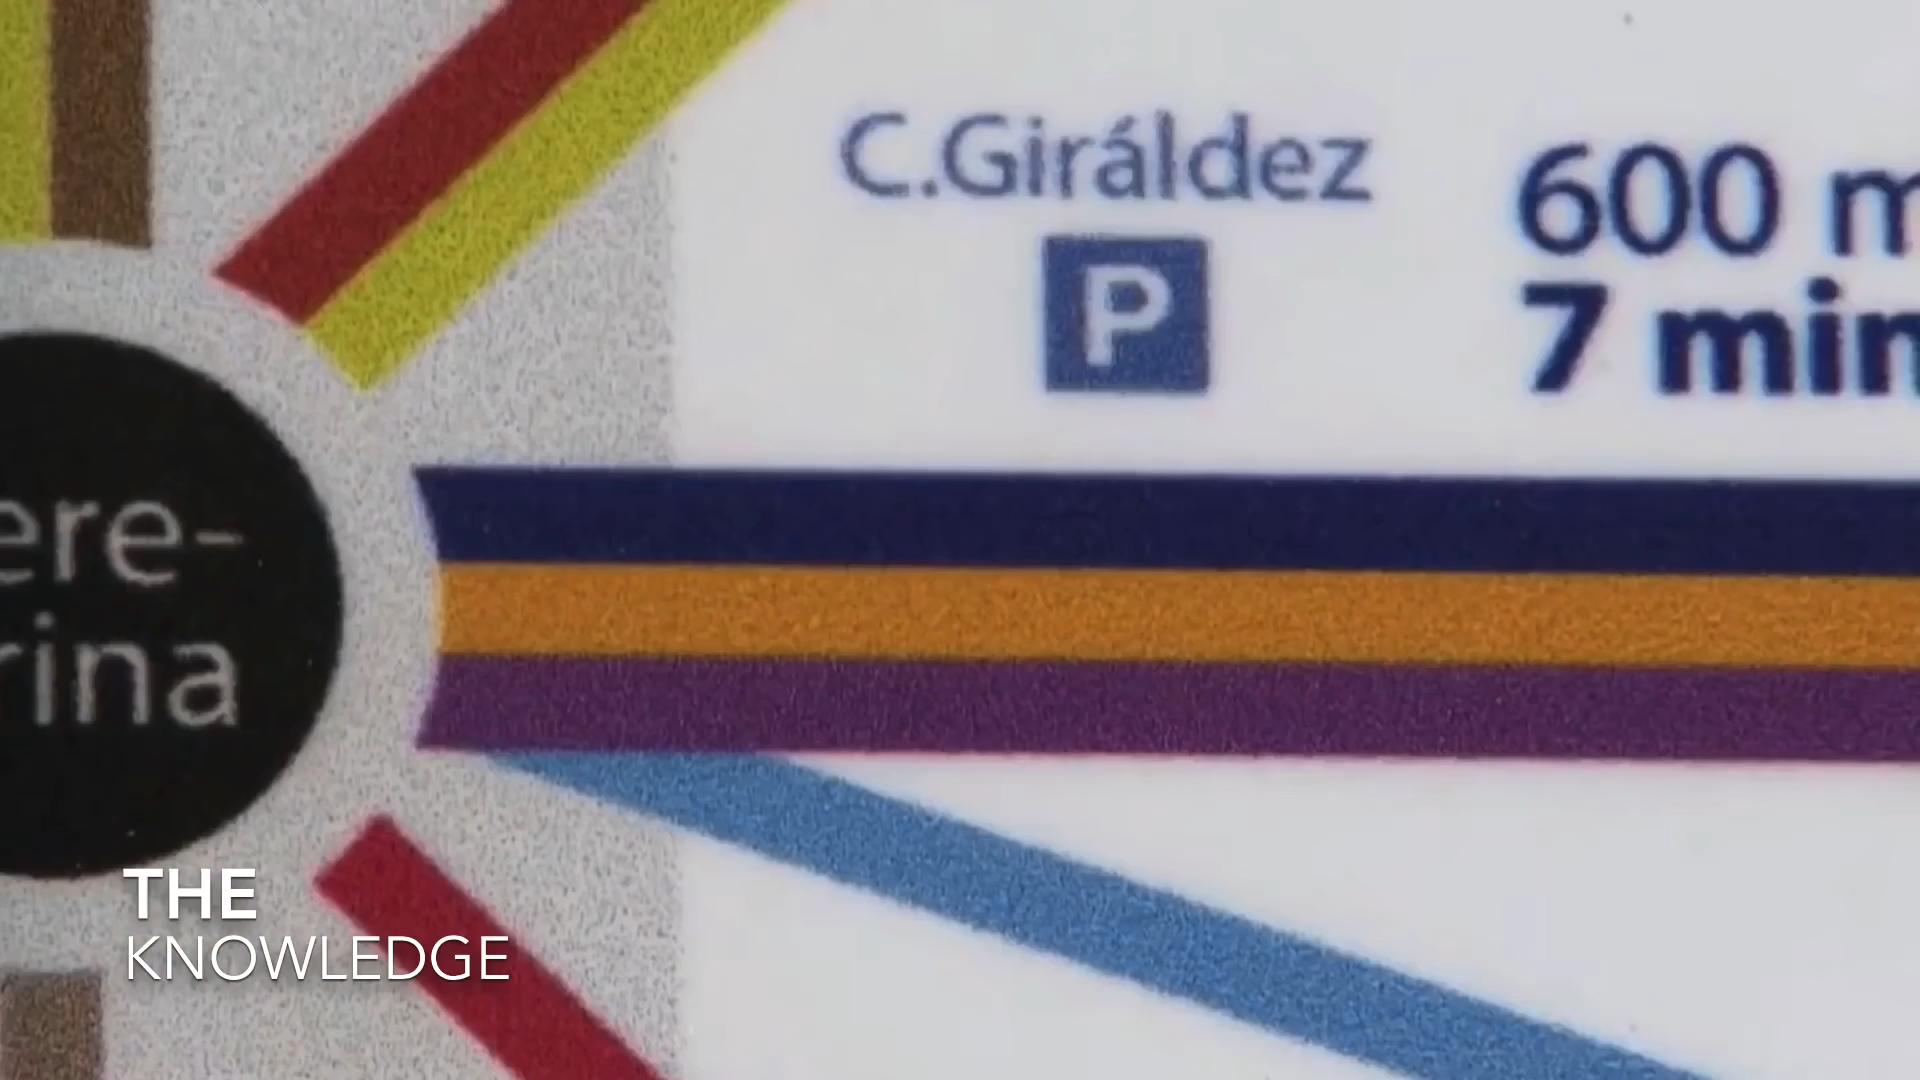 C.Giráldez
P
600 m
7 min
ere-
rina
THE
KNOWLEDGE